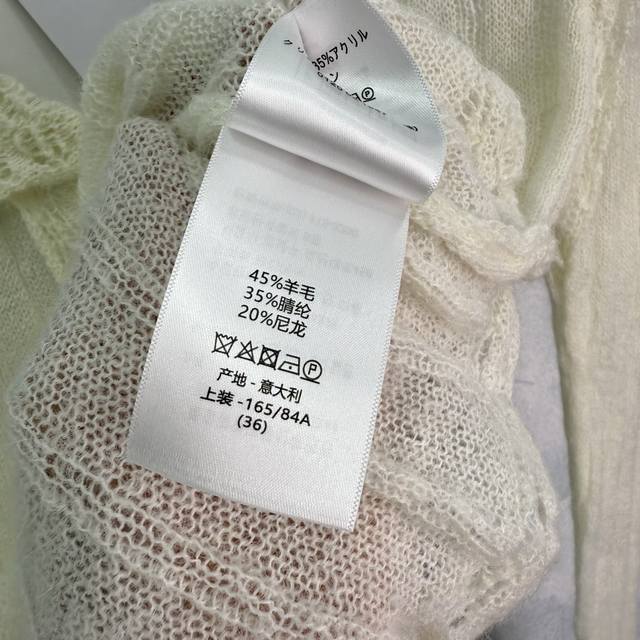 35%アクリル
45%羊毛
35%腈纶
20%尼龙
P
产地 - 意大利
上装 -165/84A
(36)